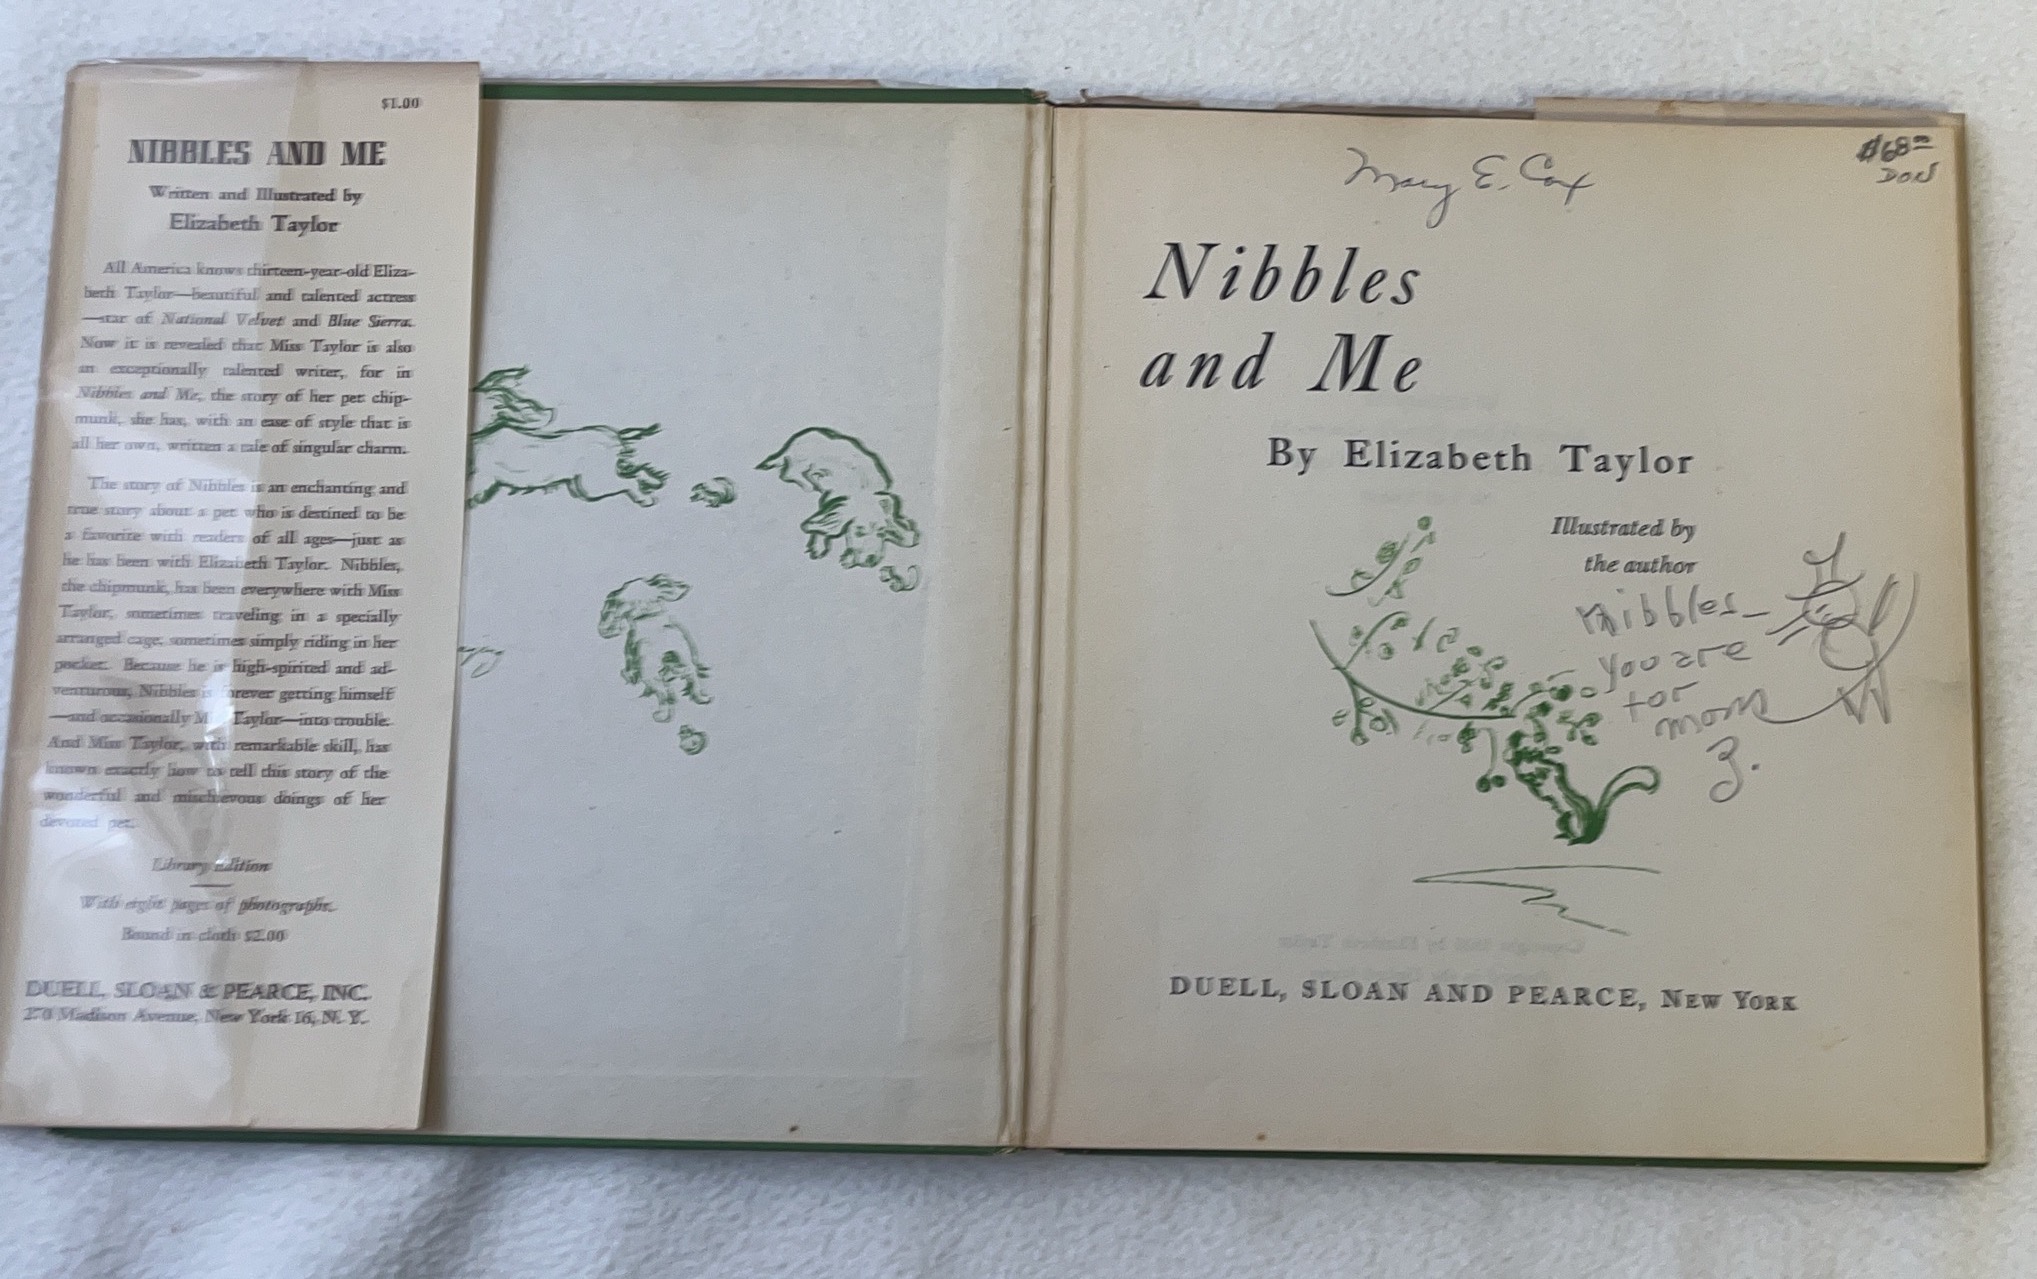 $1.00
NIBBLES AND ME
Written and Illustrated by
Elizabeth Taylor
All America knows thirteen-year-old Eliza-
beth Taylor—beautiful and talented actress
—star of National Velvet and Blue Sierra.
Now it is revealed that Miss Taylor is also
an exceptionally talented writer, for in
Nibbles and Me, the story of her pet chip-
munk, she has, with an ease of style that is
all her own, written a tale of singular charm.
The story of Nibbles is an enchanting and
true story about a pet who is destined to be
a favorite with readers of all ages—just as
he has been with Elizabeth Taylor. Nibbles,
the chipmunk, has been everywhere with Miss
Taylor, sometimes traveling in a specially
arranged cage, sometimes simply riding in her
pocket. Because he is high-spirited and ad-
venturous, Nibbles is forever getting himself
—and occasionally Miss Taylor—into trouble.
And Miss Taylor, with remarkable skill, has
known exactly how to tell this story of the
wonderful and mischievous doings of her
devoted pet.
Library Edition
With eight pages of photographs.
Bound in cloth $2.00
DUELL, SLOAN & PEARCE, INC.
270 Madison Avenue, New York 16, N. Y.
Mary E. Cox
$68.00
DON
Nibbles
and Me
By Elizabeth Taylor
Illustrated by
the author
Nibbles—
you are
for
mom
Z.
DUELL, SLOAN AND PEARCE, NEW YORK